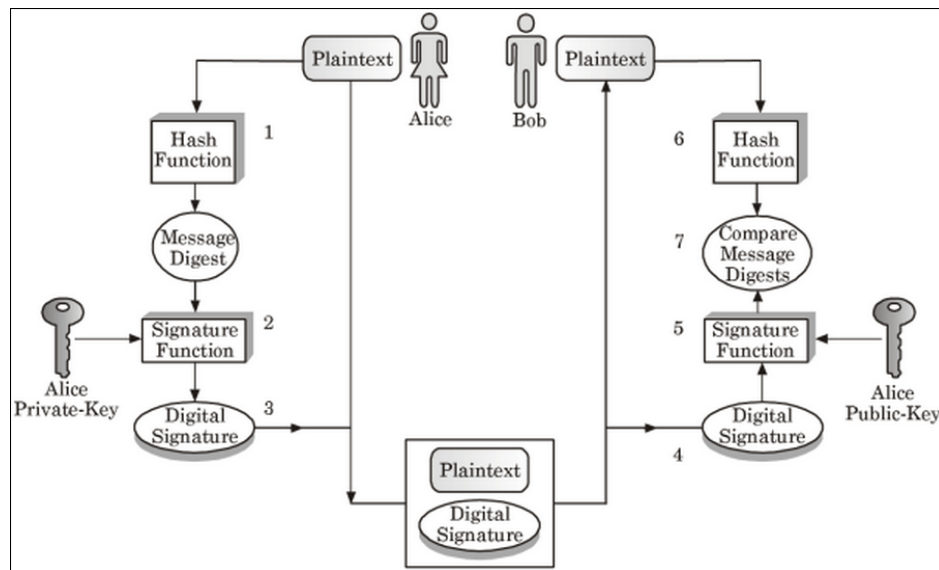 Plaintext
Alice
Bob
Plaintext
1
Hash
Function
6
Hash
Function
Message
Digest
7
Compare
Message
Digests
2
Signature
Function
5
Signature
Function
Alice
Private-Key
Alice
Public-Key
3
Digital
Signature
4
Digital
Signature
Plaintext
Digital
Signature